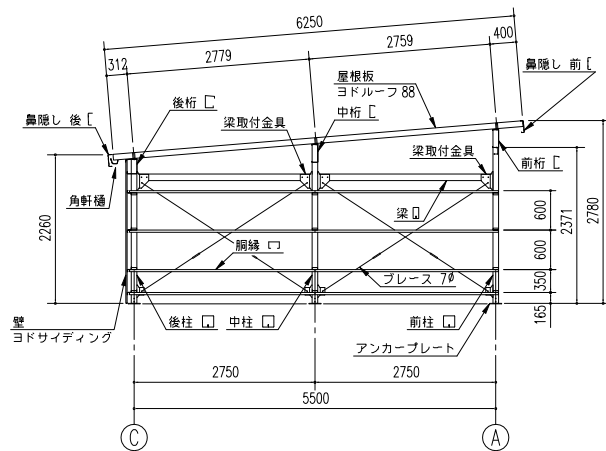 6250
2779
2759
400
312
屋根板
ヨドルーフ 88
鼻隠し 前
鼻隠し 後
後桁
梁取付金具
中桁
梁取付金具
前桁
角軒樋
梁
胴縁
ブレース 7φ
2260
600
600
350
165
2371
2780
壁
ヨドサイディング
後柱
中柱
前柱
アンカープレート
2750
2750
5500
C
A